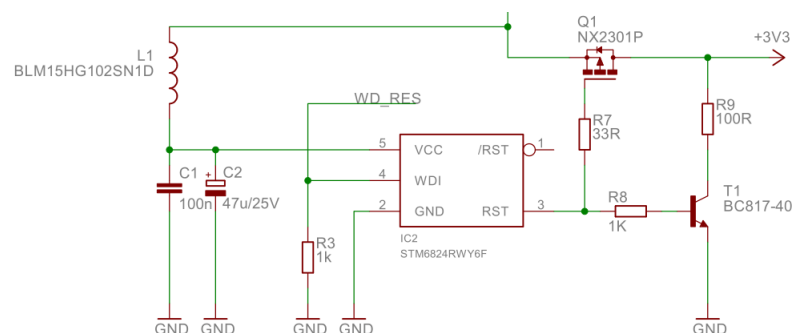 Q1
NX2301P
+3V3
L1
BLM15HG102SN1D
WD_RES
R9
100R
R7
33R
5
VCC
/RST
1
C1
C2
+
100n
47u/25V
4
WDI
T1
BC817-40
R8
1K
2
GND
RST
3
R3
1k
IC2
STM6824RWY6F
GND
GND
GND
GND
GND